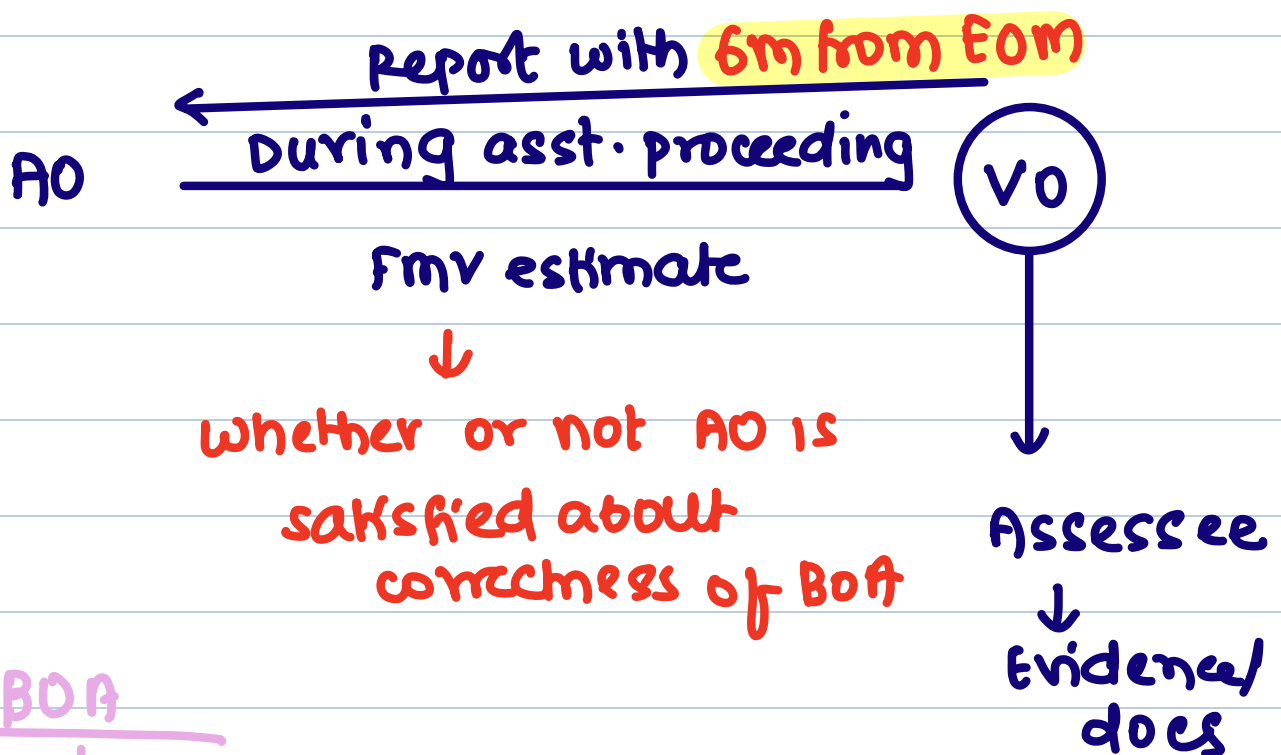 Report with 6m from EOM
During asst. proceeding
AO
VO
Fmv estimate
↓
whether or not AO is
satisfied about
correctness of BOA
Assessee
↓
Evidence/
docs
BOA